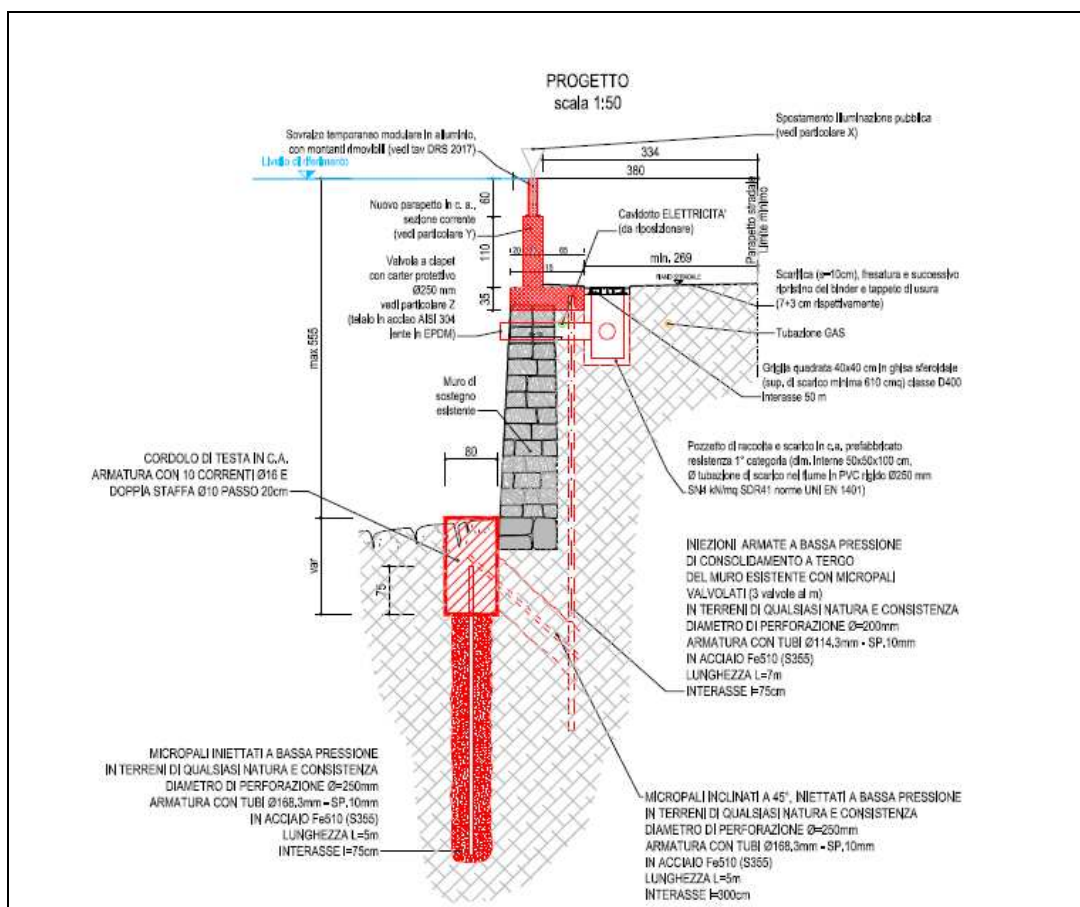 PROGETTO
scala 1:50
Spostamento illuminazione pubblica
(vedi particolare X)
Sovralzo temporaneo modulare in alluminio,
con montanti rimovibili (vedi tav DRS 2017)
Livello di riferimento
334
380
60
Nuovo parapetto in c. a.,
sezione corrente
(vedi particolare Y)
Cavidotto ELETTRICITA'
(da riposizionare)
Parapetto stradale
Limite minimo
110
20
65
15
min. 269
PIANO STRADALE
Valvola a clapet
con carter protettivo
Ø250 mm
vedi particolare Z
(telaio in acciaio AISI 304
lente in EPDM)
35
Scarifica (s=10cm), fresatura e successivo
ripristino del binder e tappeto di usura
(7+3 cm rispettivamente)
Tubazione GAS
max 555
Griglia quadrata 40x40 cm in ghisa sferoidale
(sup. di scarico minima 610 cmq) classe D400
Interasse 50 m
Muro di
sostegno
esistente
Pozzetto di raccolta e scarico in c.a. prefabbricato
resistenza 1° categoria (dim. interne 50x50x100 cm,
Ø tubazione di scarico nel fiume in PVC rigido Ø250 mm
SN4 kN/mq SDR41 norme UNI EN 1401)
80
CORDOLO DI TESTA IN C.A.
ARMATURA CON 10 CORRENTI Ø16 E
DOPPIA STAFFA Ø10 PASSO 20cm
var
75
INIEZIONI ARMATE A BASSA PRESSIONE
DI CONSOLIDAMENTO A TERGO
DEL MURO ESISTENTE CON MICROPALI
VALVOLATI (3 valvole al m)
IN TERRENI DI QUALSIASI NATURA E CONSISTENZA
DIAMETRO DI PERFORAZIONE Ø=200mm
ARMATURA CON TUBI Ø114,3mm - SP.10mm
IN ACCIAIO Fe510 (S355)
LUNGHEZZA L=7m
INTERASSE I=75cm
MICROPALI INIETTATI A BASSA PRESSIONE
IN TERRENI DI QUALSIASI NATURA E CONSISTENZA
DIAMETRO DI PERFORAZIONE Ø=250mm
ARMATURA CON TUBI Ø168,3mm - SP.10mm
IN ACCIAIO Fe510 (S355)
LUNGHEZZA L=5m
INTERASSE I=75cm
MICROPALI INCLINATI A 45°, INIETTATI A BASSA PRESSIONE
IN TERRENI DI QUALSIASI NATURA E CONSISTENZA
DIAMETRO DI PERFORAZIONE Ø=250mm
ARMATURA CON TUBI Ø168,3mm - SP.10mm
IN ACCIAIO Fe510 (S355)
LUNGHEZZA L=5m
INTERASSE I=300cm